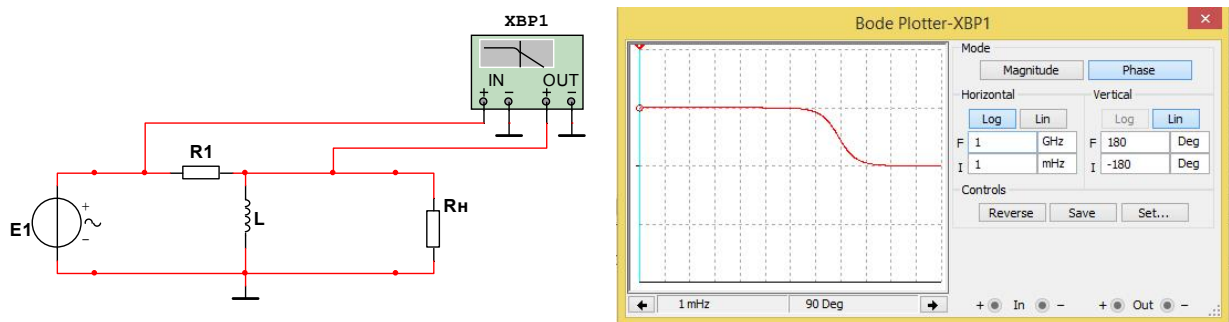 XBP1
IN OUT
+ − + −
R1
E1
+
−
L
Rн
Bode Plotter-XBP1
×
Mode
Magnitude Phase
Horizontal Vertical
Log Lin Log Lin
F 1 GHz F 180 Deg
I 1 mHz I -180 Deg
Controls
Reverse Save Set...
1 mHz 90 Deg
+ In − + Out −